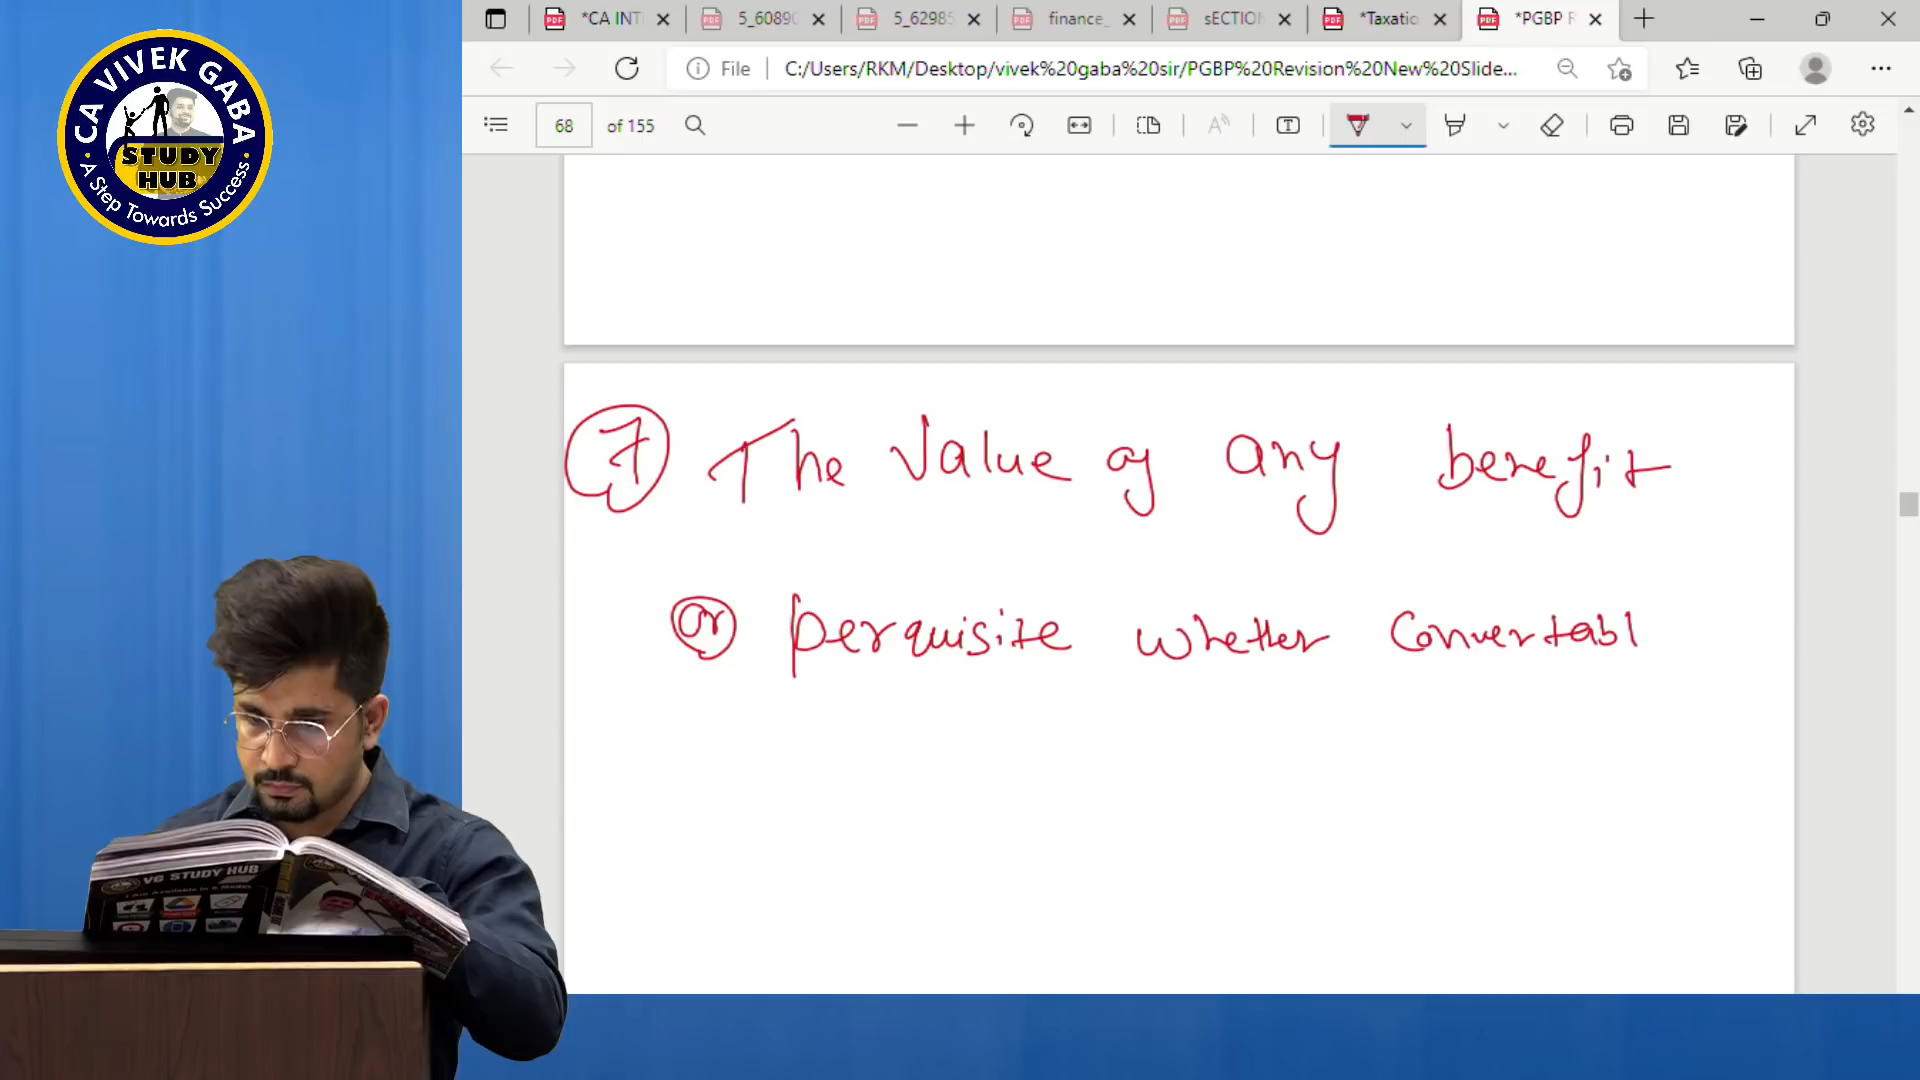 CA VIVEK GABA
STUDY
HUB
A Step Towards Success
*CA INT
5_6089
5_6298
finance_
sECTION
*Taxatio
*PGBP R
File
C:/Users/RKM/Desktop/vivek%20gaba%20sir/PGBP%20Revision%20New%20Slide...
68 of 155
7 The value of any benefit
or perquisite whether Convertabl
VG STUDY HUB